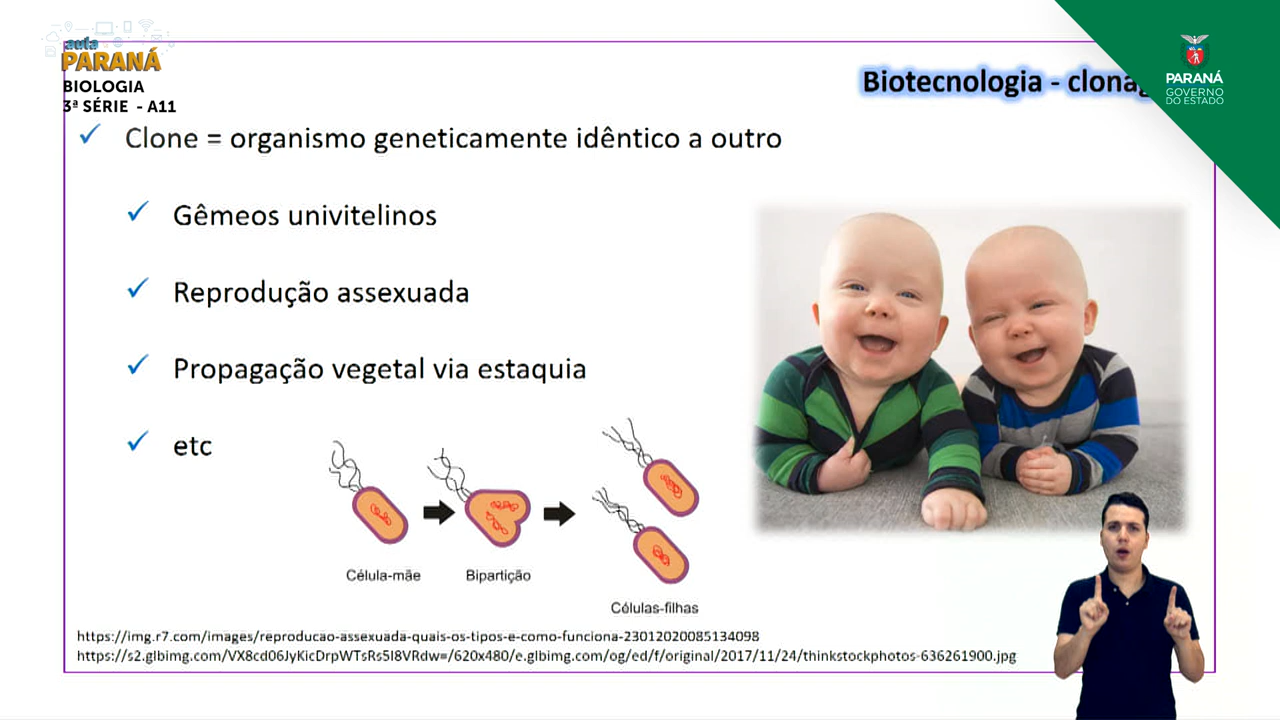 aula
PARANÁ
BIOLOGIA
3ª SÉRIE - A11
Biotecnologia -
PARANÁ
GOVERNO
DO ESTADO
Clone = organismo geneticamente idêntico a outro
Gêmeos univitelinos
Reprodução assexuada
Propagação vegetal via estaquia
etc
Célula-mãe
Bipartição
Células-filhas
https://img.r7.com/images/reproducao-assexuada-quais-os-tipos-e-como-funciona-23012020085134098
https://s2.glbimg.com/VX8cd06JyKicDrpWTsRs5I8VRdw=/620x480/e.glbimg.com/og/ed/f/original/2017/11/24/thinkstockphotos-636261900.jpg